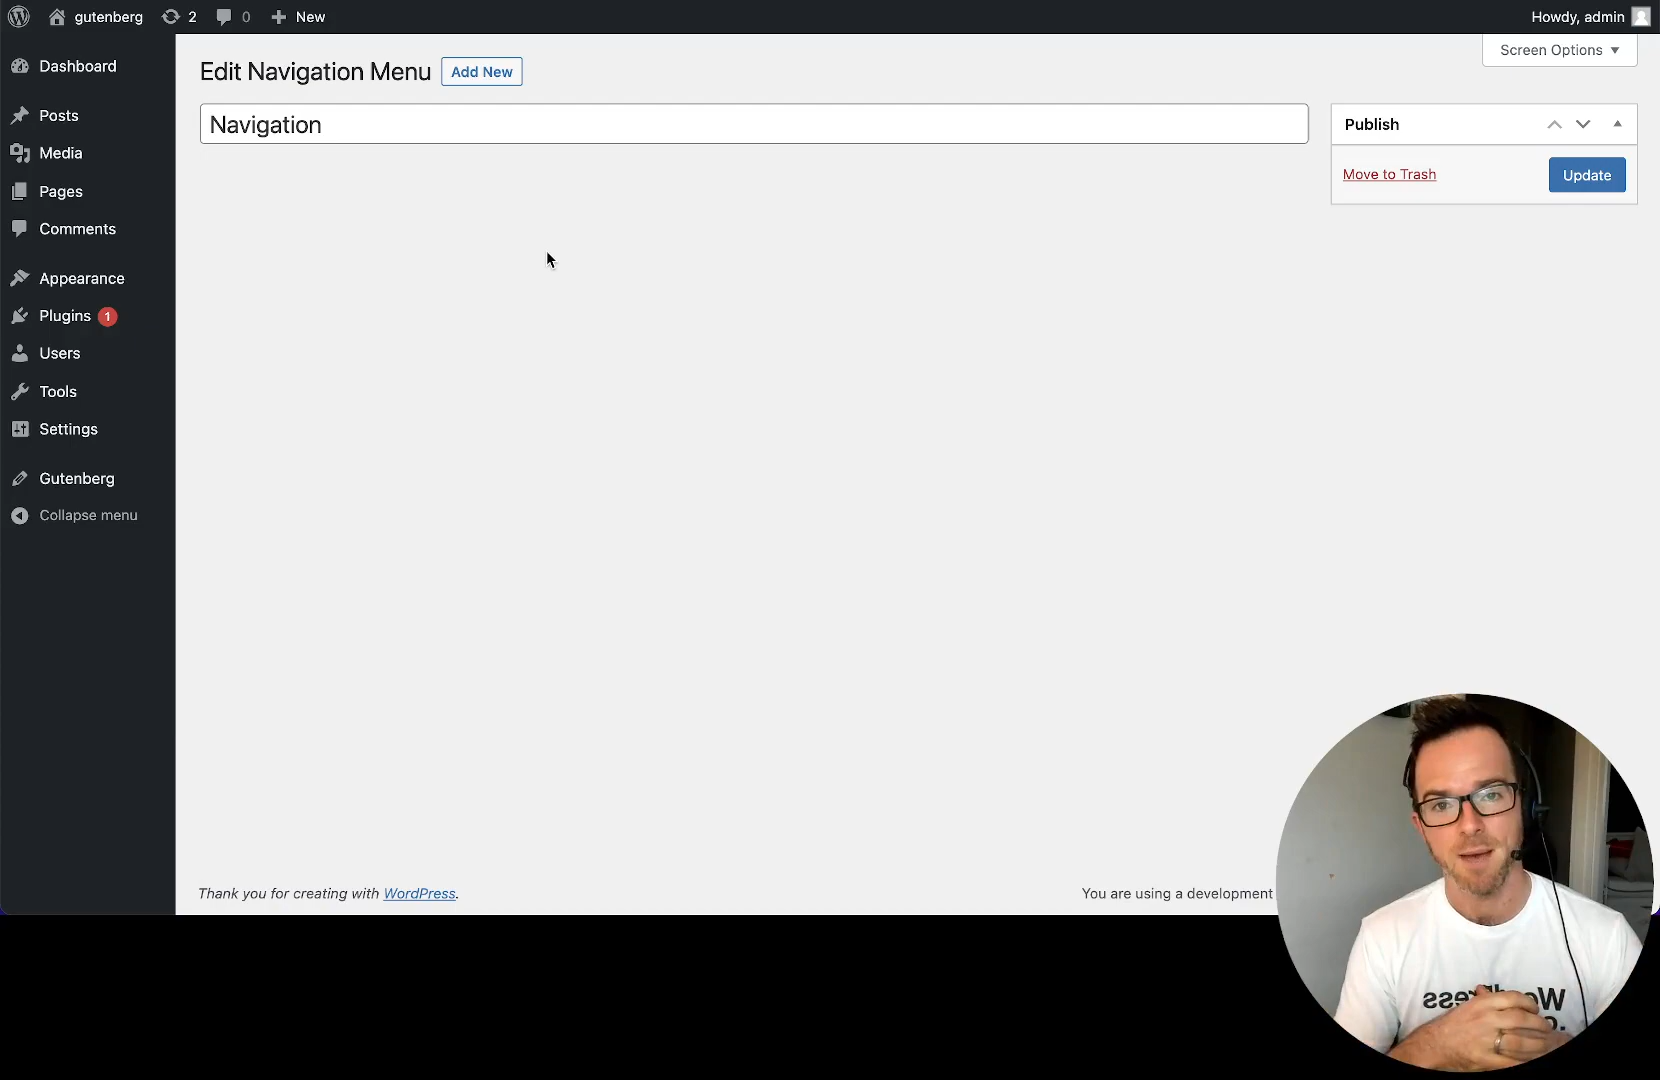 gutenberg 2 0 New Howdy, admin
Screen Options
Dashboard
Posts
Media
Pages
Comments
Appearance
Plugins 1
Users
Tools
Settings
Gutenberg
Collapse menu
Edit Navigation Menu Add New
Navigation
Publish
Move to Trash Update
Thank you for creating with WordPress. You are using a development